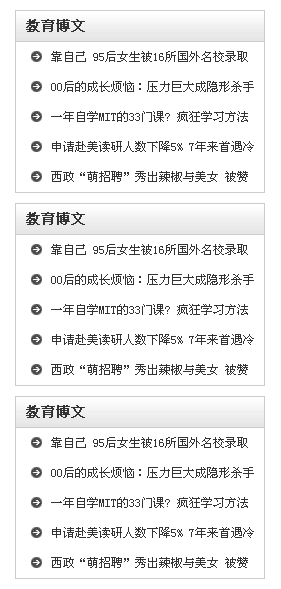 教育博文
靠自己 95后女生被16所国外名校录取
00后的成长烦恼：压力巨大成隐形杀手
一年自学MIT的33门课? 疯狂学习方法
申请赴美读研人数下降5% 7年来首遇冷
西政“萌招聘”秀出辣椒与美女 被赞
教育博文
靠自己 95后女生被16所国外名校录取
00后的成长烦恼：压力巨大成隐形杀手
一年自学MIT的33门课? 疯狂学习方法
申请赴美读研人数下降5% 7年来首遇冷
西政“萌招聘”秀出辣椒与美女 被赞
教育博文
靠自己 95后女生被16所国外名校录取
00后的成长烦恼：压力巨大成隐形杀手
一年自学MIT的33门课? 疯狂学习方法
申请赴美读研人数下降5% 7年来首遇冷
西政“萌招聘”秀出辣椒与美女 被赞